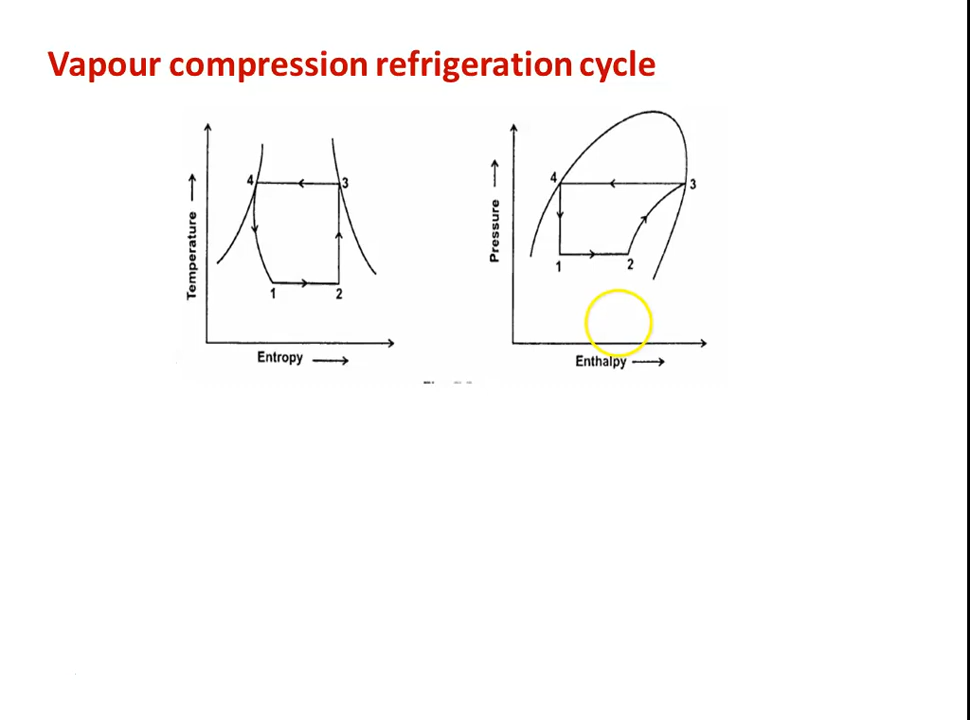 Vapour compression refrigeration cycle
Temperature
4
3
1
2
Entropy
Pressure
4
3
1
2
Enthalpy